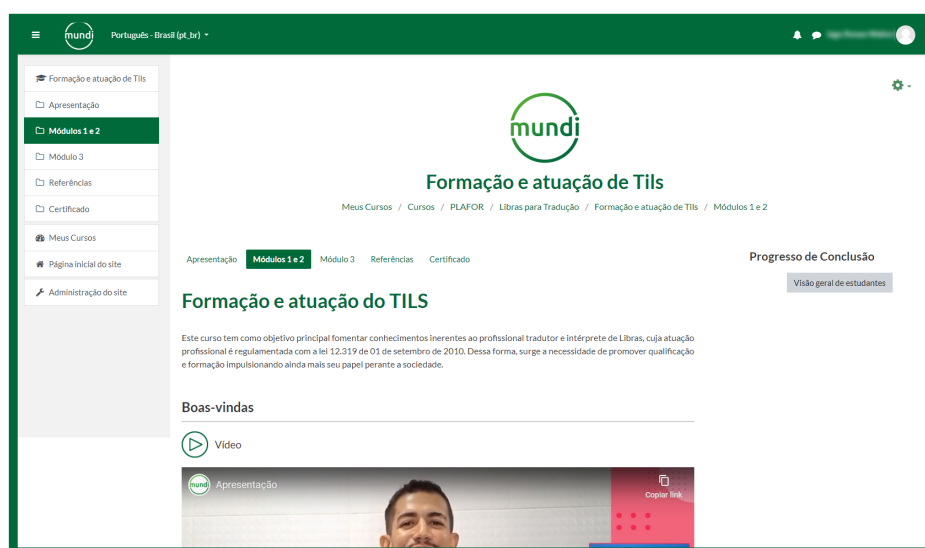 mundi
Português - Brasil (pt_br)
Formação e atuação de Tils
Apresentação
Módulos 1 e 2
Módulo 3
Referências
Certificado
Meus Cursos
Página inicial do site
Administração do site
mundi
Formação e atuação de Tils
Meus Cursos / Cursos / PLAFOR / Libras para Tradução / Formação e atuação de Tils / Módulos 1 e 2
Apresentação Módulos 1 e 2 Módulo 3 Referências Certificado
Formação e atuação do TILS
Este curso tem como objetivo principal fomentar conhecimentos inerentes ao profissional tradutor e intérprete de Libras, cuja atuação
profissional é regulamentada com a lei 12.319 de 01 de setembro de 2010. Dessa forma, surge a necessidade de promover qualificação
e formação impulsionando ainda mais seu papel perante a sociedade.
Boas-vindas
Vídeo
mundi Apresentação
Copiar link
Progresso de Conclusão
Visão geral de estudantes